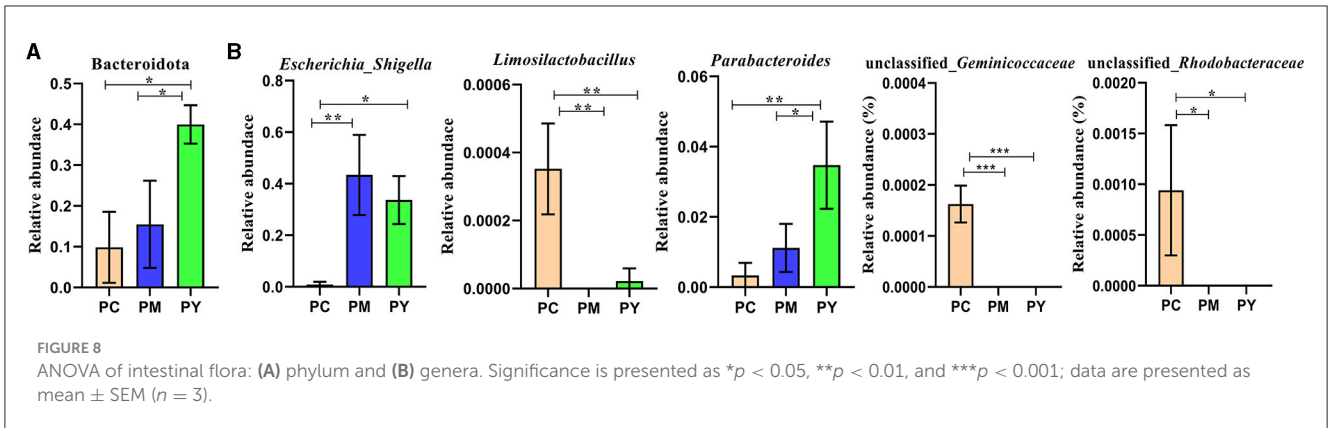 A
Bacteroidota
Relative abundace
0.5
0.4
0.3
0.2
0.1
0.0
*
*
PC PM PY
B
Escherichia_Shigella
Relative abundace
0.8
0.6
0.4
0.2
0.0
*
**
PC PM PY
Limosilactobacillus
Relative abundance
0.0006
0.0004
0.0002
0.0000
**
**
PC PM PY
Parabacteroides
Relative abundance
0.06
0.04
0.02
0.00
**
*
PC PM PY
unclassified_Geminicoccaceae
Relative abundance (%)
0.0004
0.0003
0.0002
0.0001
0.0000
***
***
PC PM PY
unclassified_Rhodobacteraceae
Relative abundance (%)
0.0020
0.0015
0.0010
0.0005
0.0000
*
*
PC PM PY
FIGURE 8
ANOVA of intestinal flora: (A) phylum and (B) genera. Significance is presented as *p < 0.05, **p < 0.01, and ***p < 0.001; data are presented as
mean ± SEM (n = 3).